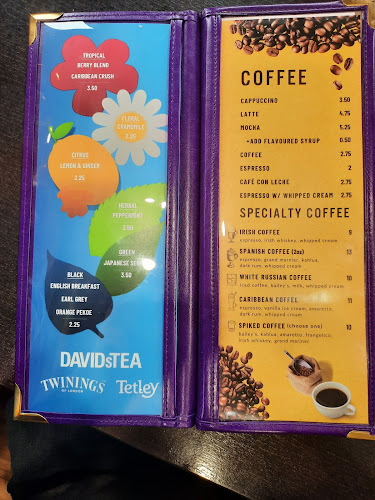 TROPICAL
BERRY BLEND
CARIBBEAN CRUSH
3.50
FLORAL
CHAMOMILE
2.25
CITRUS
LEMON & GINGER
2.25
HERBAL
PEPPERMINT
2.50
GREEN
JAPANESE
3.50
BLACK
ENGLISH BREAKFAST
EARL GREY
ORANGE PEKOE
2.25
DAVIDsTEA
TWININGS
OF LONDON
Tetley
COFFEE
CAPPUCCINO 3.50
LATTE 4.75
MOCHA 5.25
+ADD FLAVOURED SYRUP 0.50
COFFEE 2.75
ESPRESSO 2
CAFÉ CON LECHE 2.75
ESPRESSO W/ WHIPPED CREAM 2.75
SPECIALTY COFFEE
IRISH COFFEE 9
espresso, irish whiskey, whipped cream
SPANISH COFFEE (2oz) 13
espresso, grand marnier, kahlua,
dark rum, whipped cream
WHITE RUSSIAN COFFEE 10
iced coffee, bailey's, milk, whipped cream
CARIBBEAN COFFEE 11
espresso, vanilla ice cream, amaretto,
dark rum, whipped cream
SPIKED COFFEE (choose one) 10
bailey's, kahlua, amaretto, frangelico,
irish whiskey, grand marnier